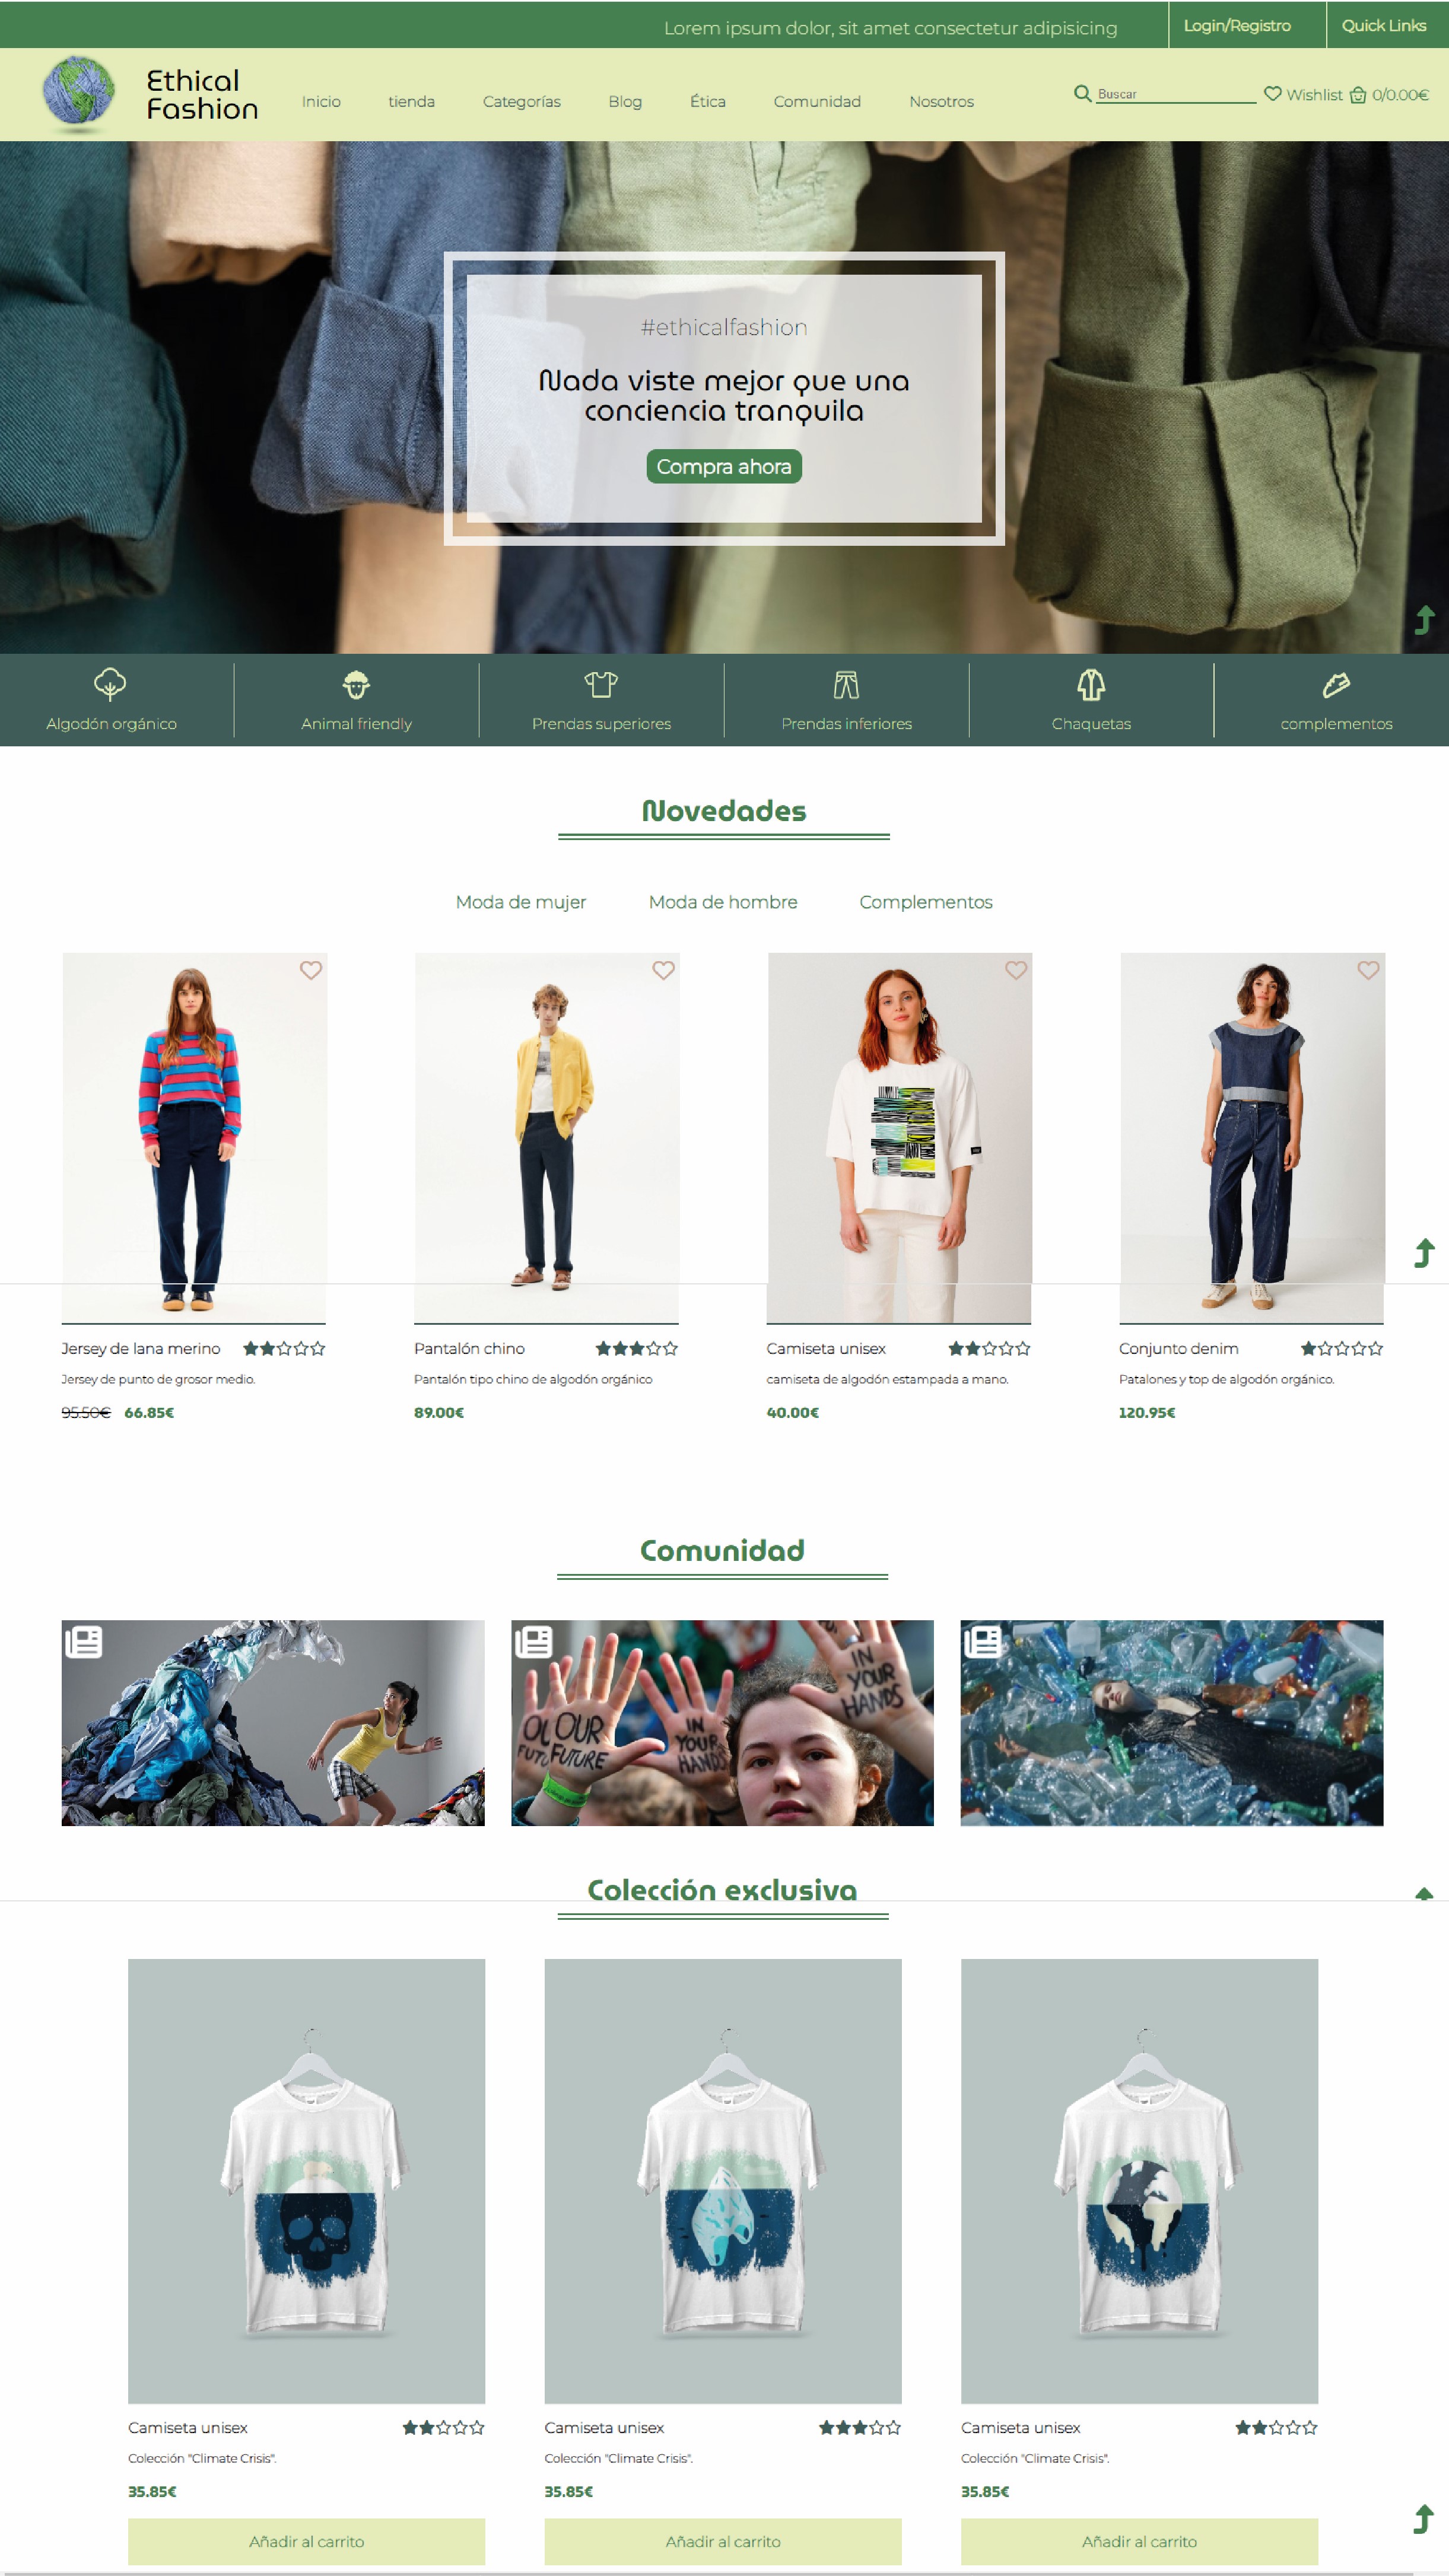 Lorem ipsum dolor, sit amet consectetur adipisicing
Login/Registro
Quick Links
Ethical
Fashion
Inicio
tienda
Categorías
Blog
Ética
Comunidad
Nosotros
Buscar
Wishlist
0/0.00€
#ethicalfashion
Nada viste mejor que una
conciencia tranquila
Compra ahora
Algodón orgánico
Animal friendly
Prendas superiores
Prendas inferiores
Chaquetas
complementos
Novedades
Moda de mujer
Moda de hombre
Complementos
Jersey de lana merino
Jersey de punto de grosor medio.
95.50€ 66.85€
Pantalón chino
Pantalón tipo chino de algodón orgánico
89.00€
Camiseta unisex
camiseta de algodón estampada a mano.
40.00€
Conjunto denim
Patalones y top de algodón orgánico.
120.95€
Comunidad
OUR
FUTURE
IN
YOUR
HANDS
IN
YOUR
HANDS
Colección exclusiva
Camiseta unisex
Colección "Climate Crisis".
35.85€
Añadir al carrito
Camiseta unisex
Colección "Climate Crisis".
35.85€
Añadir al carrito
Camiseta unisex
Colección "Climate Crisis".
35.85€
Añadir al carrito